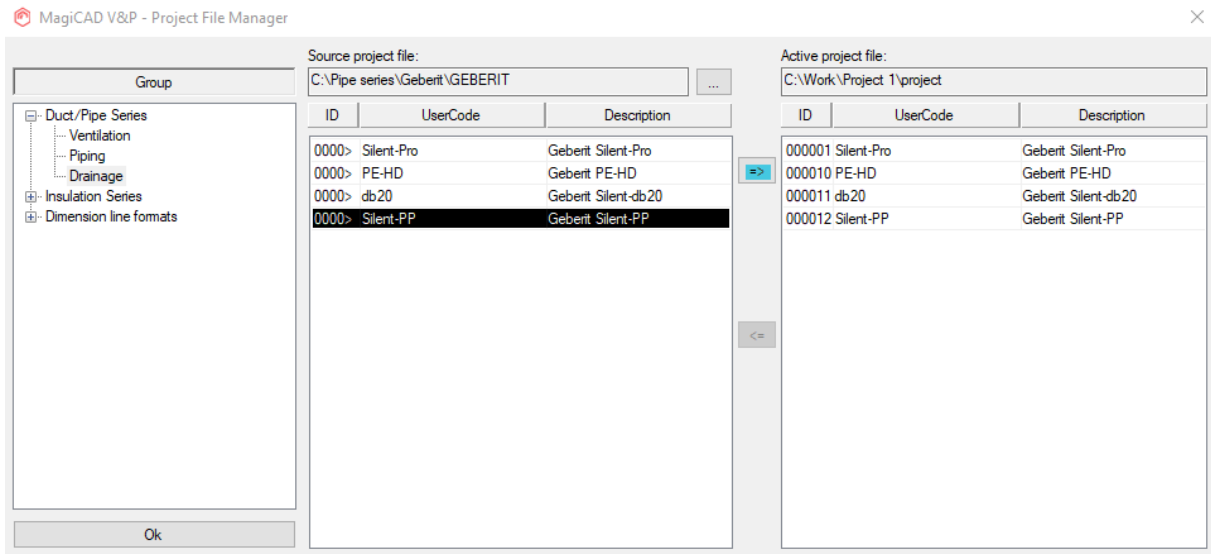 MagiCAD V&P - Project File Manager
Source project file:
Active project file:
Group
C:\Pipe series\Geberit\GEBERIT
...
C:\Work\Project 1\project
Duct/Pipe Series
Ventilation
Piping
Drainage
Insulation Series
Dimension line formats
ID UserCode Description
0000> Silent-Pro Geberit Silent-Pro
0000> PE-HD Geberit PE-HD
0000> db20 Geberit Silent-db20
0000> Silent-PP Geberit Silent-PP
=>
<=
ID UserCode Description
000001 Silent-Pro Geberit Silent-Pro
000010 PE-HD Geberit PE-HD
000011 db20 Geberit Silent-db20
000012 Silent-PP Geberit Silent-PP
Ok